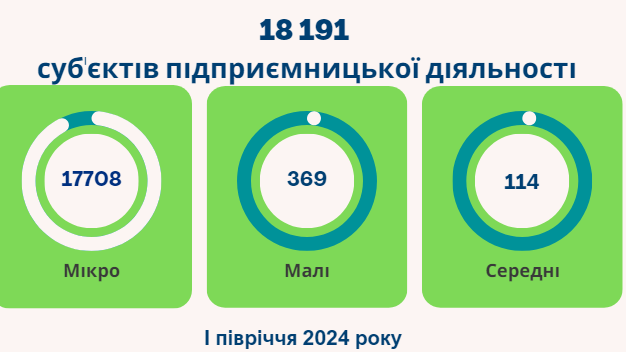 18 191
суб'єктів підприємницької діяльності
17708
369
114
Мікро
Малі
Середні
І півріччя 2024 року